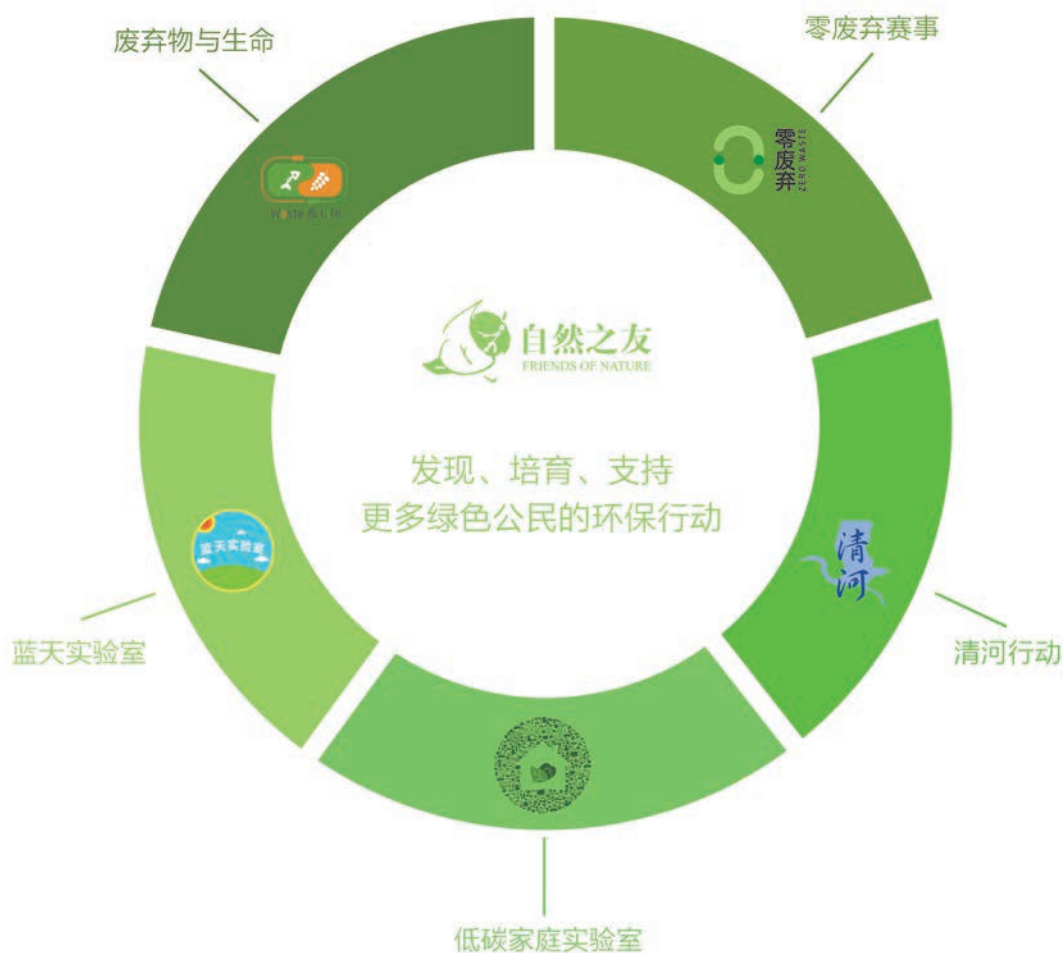 废弃物与生命
零废弃赛事
零废弃
ZERO WASTE
Waste & Life
自然之友
FRIENDS OF NATURE
发现、培育、支持
更多绿色公民的环保行动
蓝天实验室
清河
蓝天实验室
清河行动
低碳家庭实验室